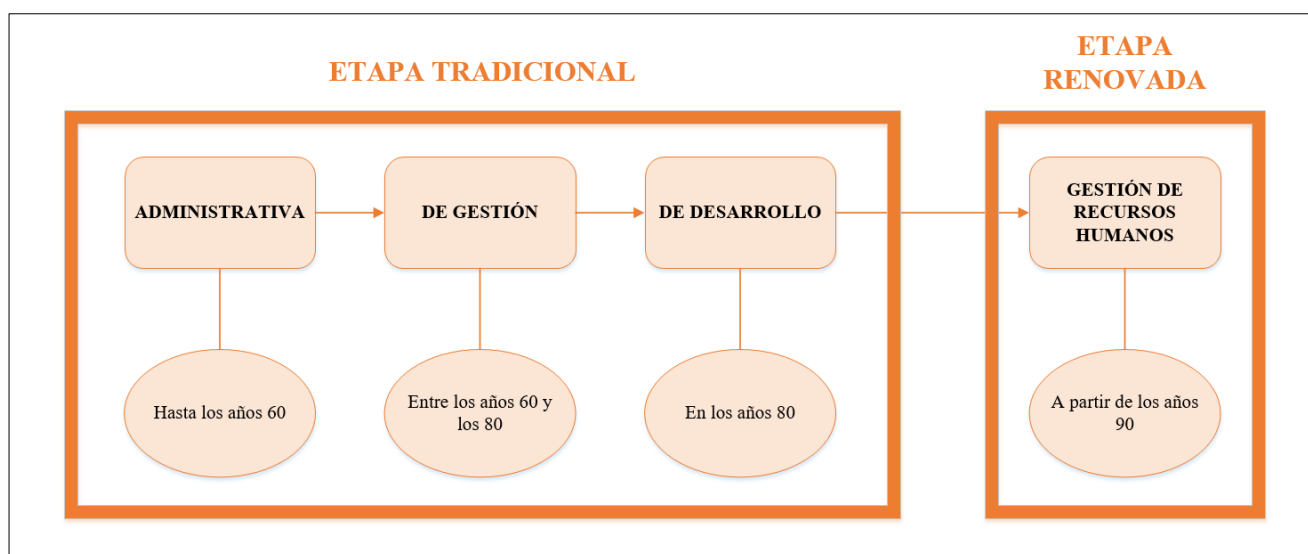 ETAPA TRADICIONAL
ETAPA
RENOVADA
ADMINISTRATIVA
DE GESTIÓN
DE DESARROLLO
GESTIÓN DE
RECURSOS
HUMANOS
Hasta los años 60
Entre los años 60 y
los 80
En los años 80
A partir de los años
90